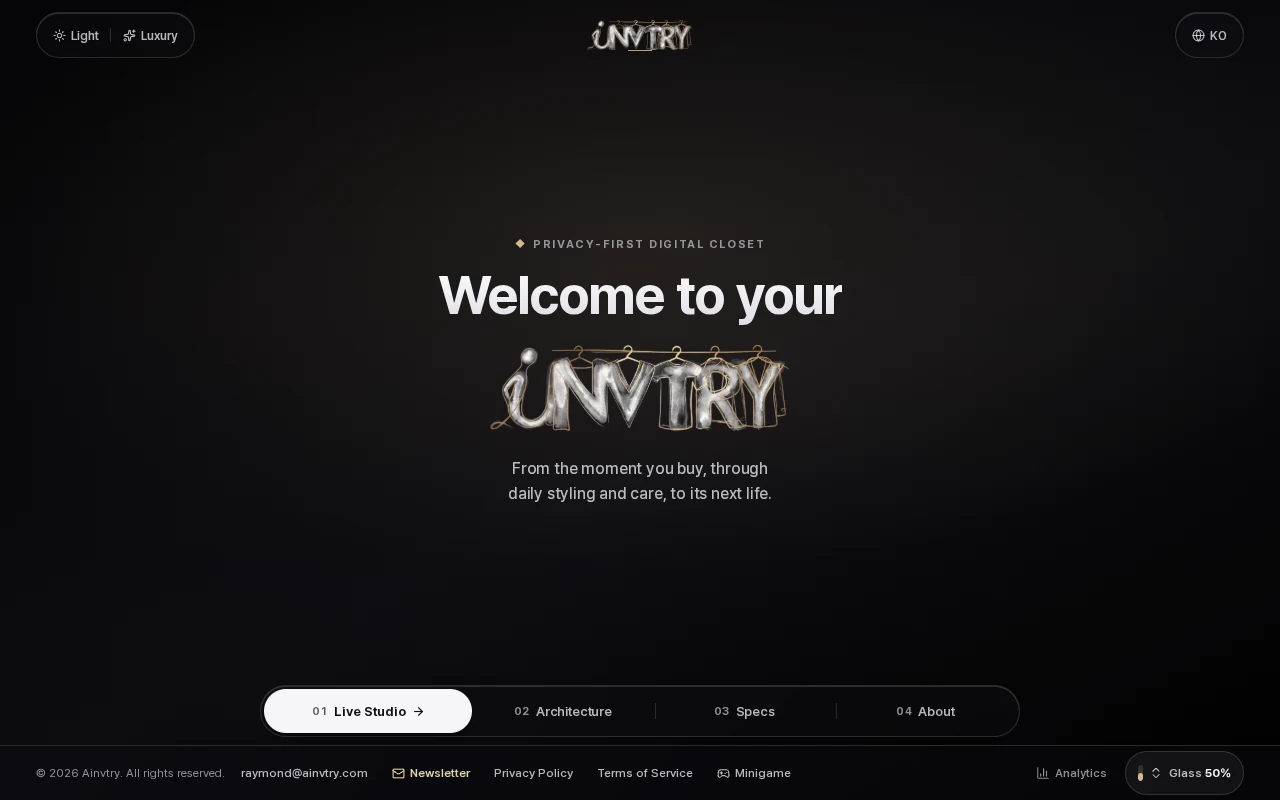 Light
Luxury
iNVTRY
KO
PRIVACY-FIRST DIGITAL CLOSET
Welcome to your
iNVTRY
From the moment you buy, through
daily styling and care, to its next life.
01 Live Studio →
02 Architecture
03 Specs
04 About
© 2026 Ainvtry. All rights reserved.
raymond@ainvtry.com
Newsletter
Privacy Policy
Terms of Service
Minigame
Analytics
Glass 50%